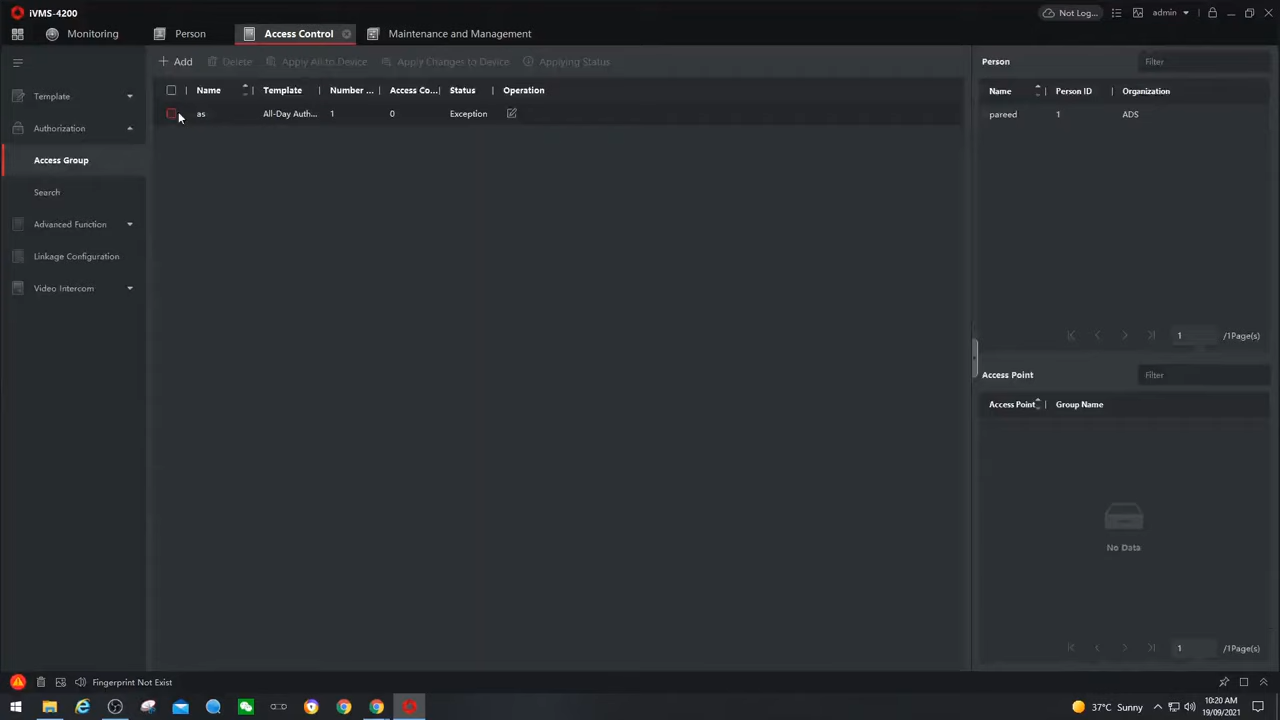 iVMS-4200
Not Log...
admin
Monitoring
Person
Access Control
Maintenance and Management
Add
Delete
Apply All to Device
Apply Changes to Device
Applying Status
Person
Filter
Template
Authorization
Access Group
Search
Advanced Function
Linkage Configuration
Video Intercom
Name
Template
Number ...
Access Co...
Status
Operation
as
All-Day Auth...
1
0
Exception
Name
Person ID
Organization
pareed
1
ADS
1
/1Page(s)
Access Point
Filter
Access Point
Group Name
No Data
1
/1Page(s)
Fingerprint Not Exist
37°C Sunny
10:20 AM
19/09/2021